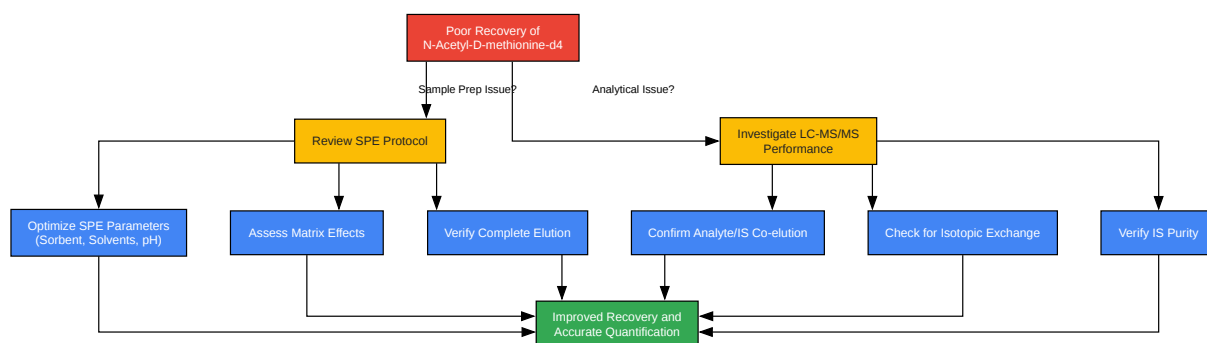 Poor Recovery of
N-Acetyl-D-methionine-d4
Sample Prep Issue?
Analytical Issue?
Review SPE Protocol
Investigate LC-MS/MS
Performance
Optimize SPE Parameters
(Sorbent, Solvents, pH)
Assess Matrix Effects
Verify Complete Elution
Confirm Analyte/IS Co-elution
Check for Isotopic Exchange
Verify IS Purity
Improved Recovery and
Accurate Quantification